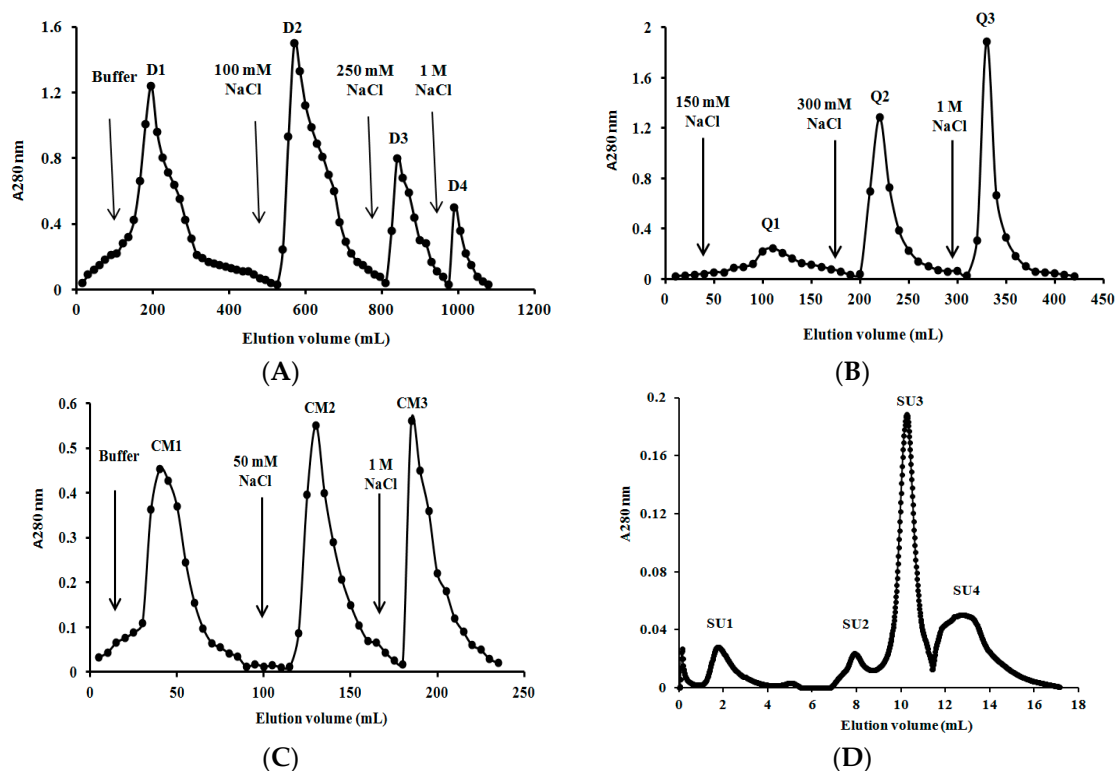 D2
D1
Buffer
100 mM
NaCl
250 mM
NaCl
1 M
NaCl
D3
D4
A280 nm
1.6
1.2
0.8
0.4
0
0 200 400 600 800 1000 1200
Elution volume (mL)
(A)
Q3
Q2
150 mM
NaCl
300 mM
NaCl
1 M
NaCl
Q1
A280 nm
2
1.6
1.2
0.8
0.4
0
0 50 100 150 200 250 300 350 400 450
Elution volume (mL)
(B)
CM1
CM2
CM3
Buffer
50 mM
NaCl
1 M
NaCl
A280 nm
0.6
0.5
0.4
0.3
0.2
0.1
0
0 50 100 150 200 250
Elution volume (mL)
(C)
SU3
SU1
SU2
SU4
A280 nm
0.2
0.16
0.12
0.08
0.04
0
0 2 4 6 8 10 12 14 16 18
Elution volume (mL)
(D)